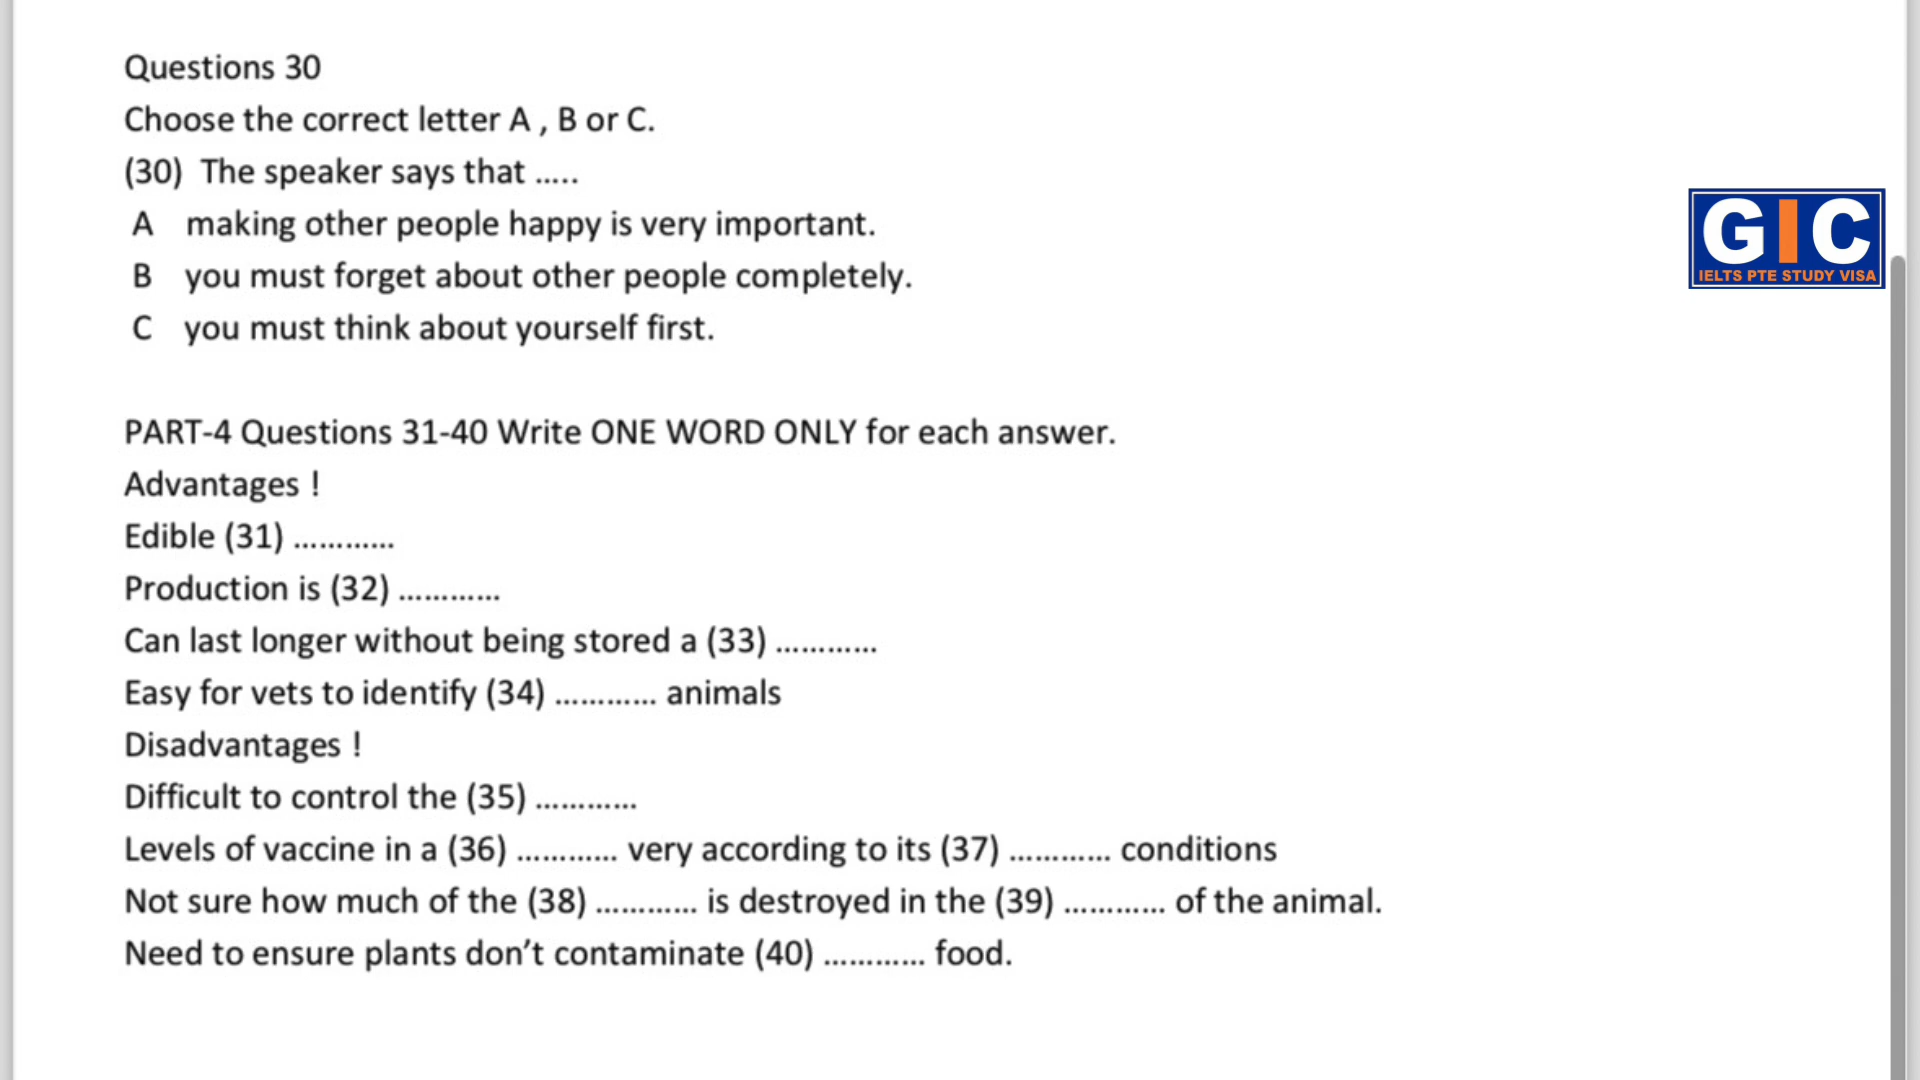 Questions 30
Choose the correct letter A , B or C.
(30) The speaker says that .....
A making other people happy is very important.
B you must forget about other people completely.
C you must think about yourself first.
GIC
IELTS PTE STUDY VISA
PART-4 Questions 31-40 Write ONE WORD ONLY for each answer.
Advantages !
Edible (31) ............
Production is (32) ............
Can last longer without being stored a (33) ............
Easy for vets to identify (34) ............ animals
Disadvantages !
Difficult to control the (35) ............
Levels of vaccine in a (36) ............ very according to its (37) ............ conditions
Not sure how much of the (38) ............ is destroyed in the (39) ............ of the animal.
Need to ensure plants don’t contaminate (40) ............ food.